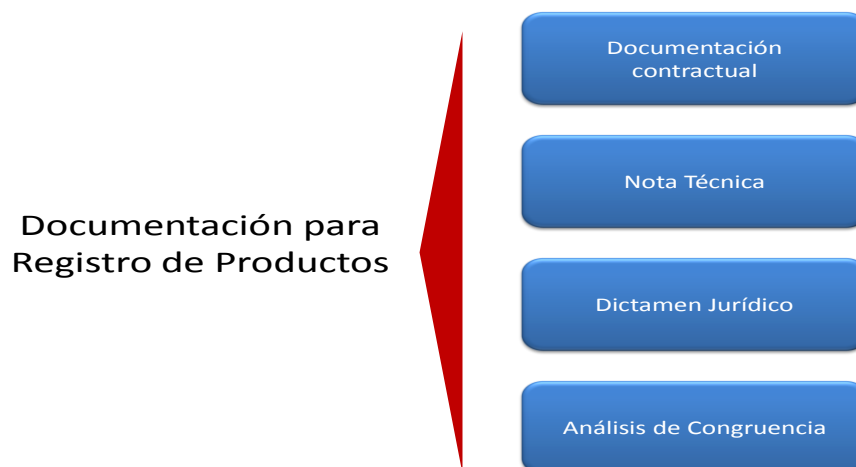 Documentación para
Registro de Productos
Documentación
contractual
Nota Técnica
Dictamen Jurídico
Análisis de Congruencia